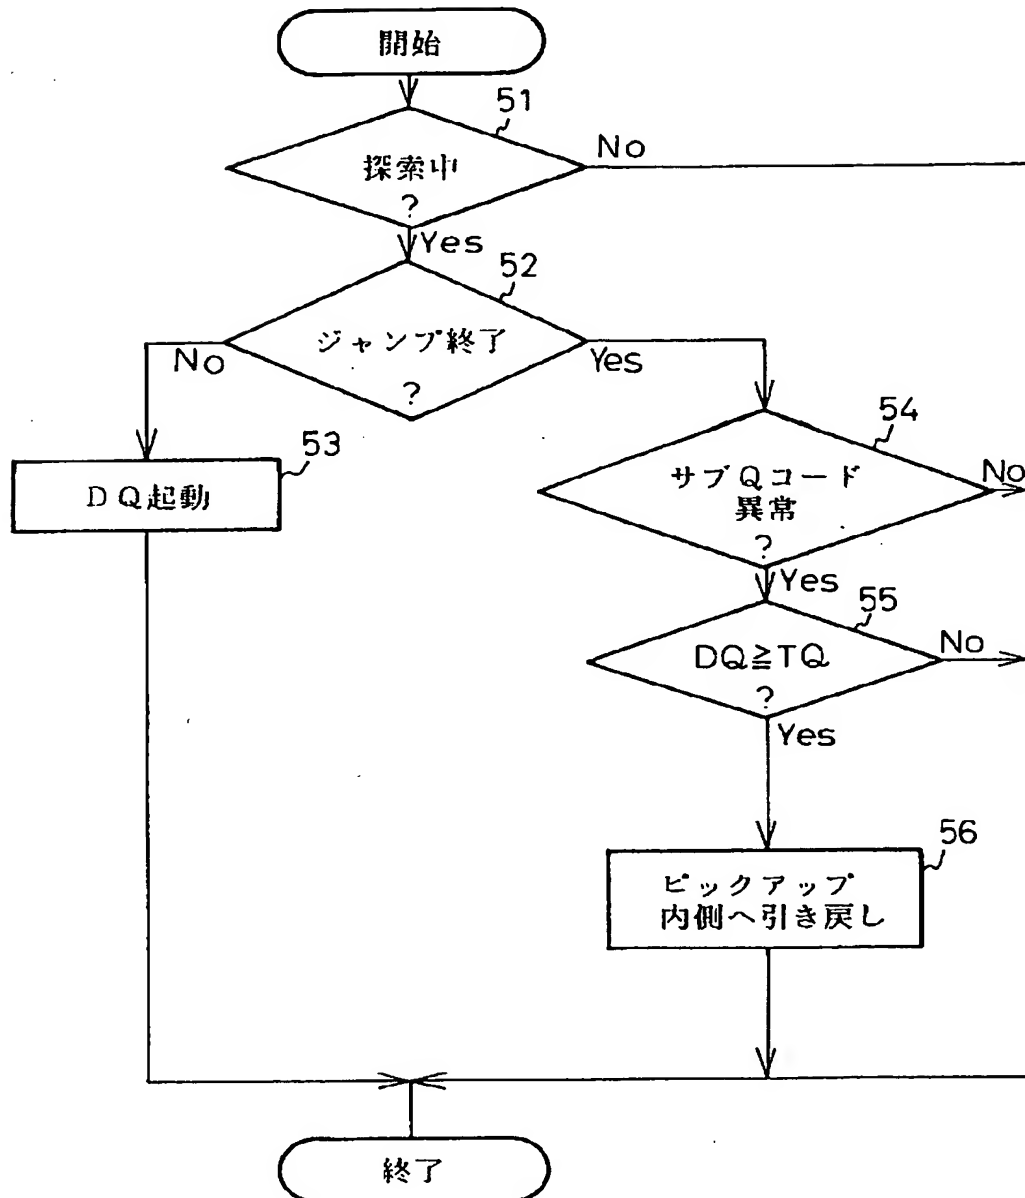 開始
51
探索中
?
No
Yes
52
ジャンプ終了
?
No
Yes
53
DQ起動
54
サブQコード
異常
?
No
Yes
55
DQ≧TQ
?
No
Yes
56
ピックアップ
内側へ引き戻し
終了